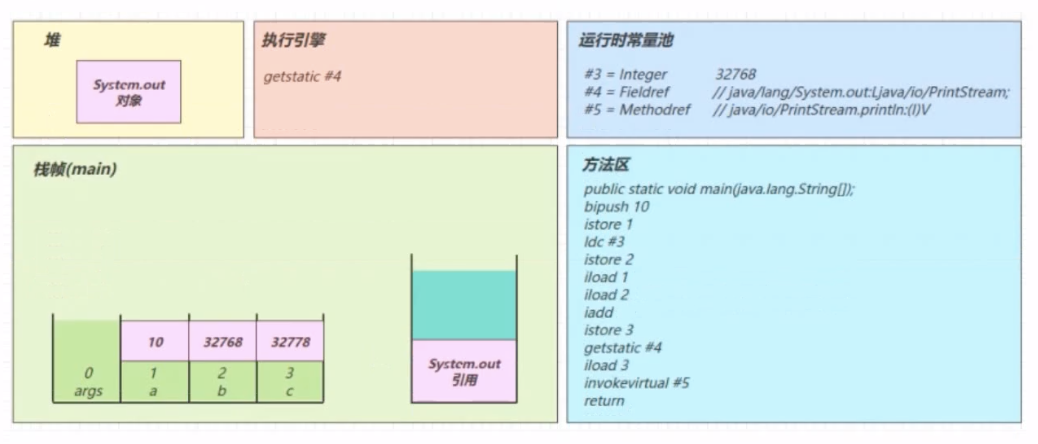 堆
System.out
对象
执行引擎
getstatic #4
运行时常量池
#3 = Integer 32768
#4 = Fieldref // java/lang/System.out:Ljava/io/PrintStream;
#5 = Methodref // java/io/PrintStream.println:(I)V
栈帧(main)
10 32768 32778
0 1 2 3
args a b c
System.out
引用
方法区
public static void main(java.lang.String[]);
bipush 10
istore 1
ldc #3
istore 2
iload 1
iload 2
iadd
istore 3
getstatic #4
iload 3
invokevirtual #5
return